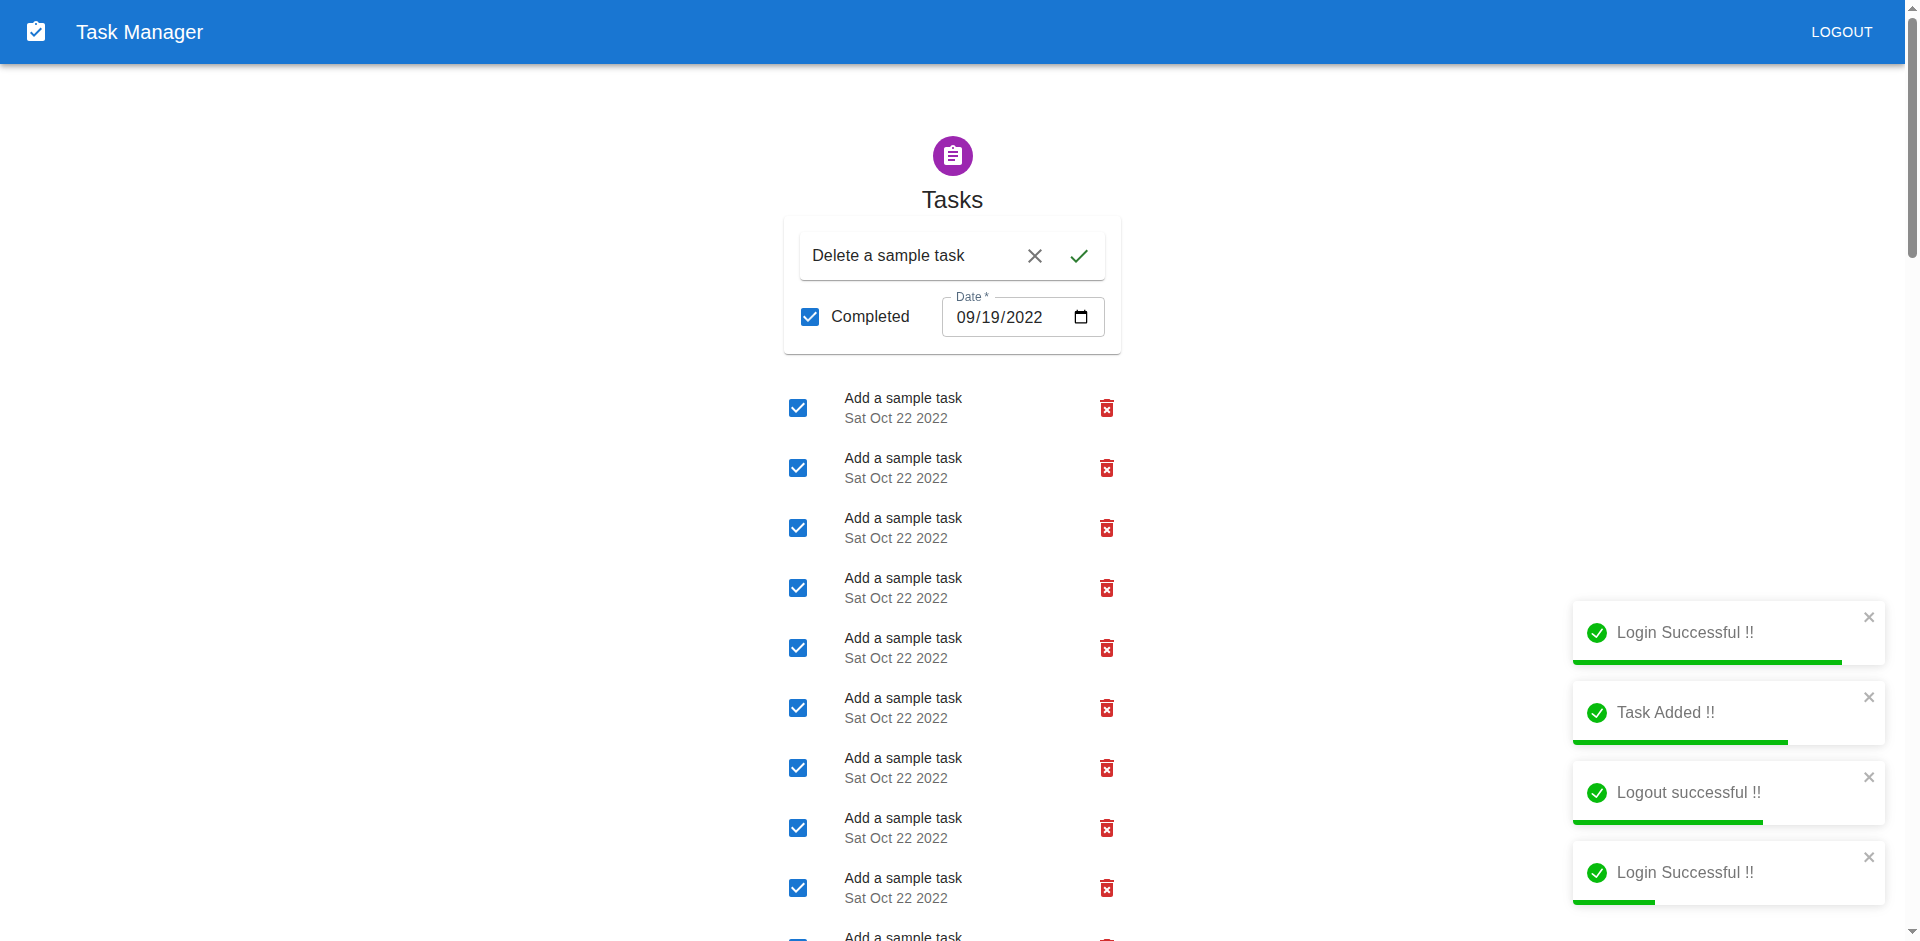 Task Manager
LOGOUT
Tasks
Delete a sample task
Completed
Date *
09/19/2022
Add a sample task
Sat Oct 22 2022
Add a sample task
Sat Oct 22 2022
Add a sample task
Sat Oct 22 2022
Add a sample task
Sat Oct 22 2022
Add a sample task
Sat Oct 22 2022
Add a sample task
Sat Oct 22 2022
Add a sample task
Sat Oct 22 2022
Add a sample task
Sat Oct 22 2022
Add a sample task
Sat Oct 22 2022
Add a sample task
Login Successful !!
Task Added !!
Logout successful !!
Login Successful !!